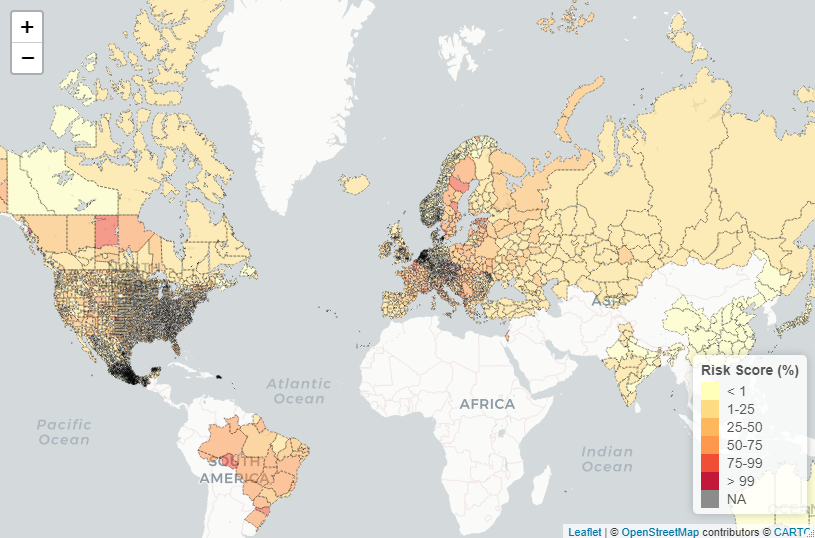 +
−
Atlantic
Ocean
Pacific
Ocean
AFRICA
SOUTH
AMERICA
Indian
Ocean
Risk Score (%)
< 1
1-25
25-50
50-75
75-99
> 99
NA
Leaflet | © OpenStreetMap contributors © CARTO